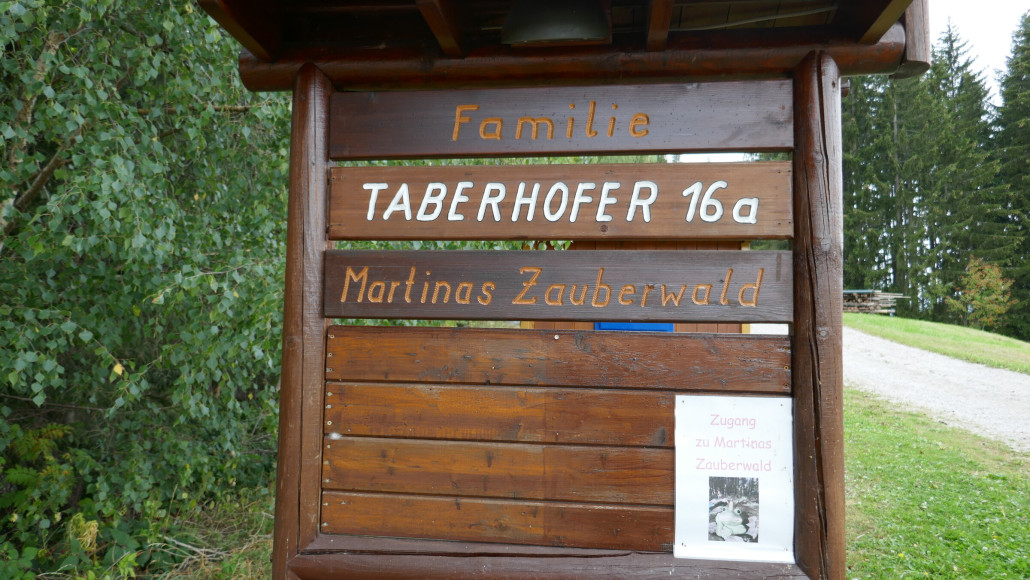 Familie
TABERHOFER 16a
Martinas Zauberwald
Zugang
zu Martinas
Zauberwald